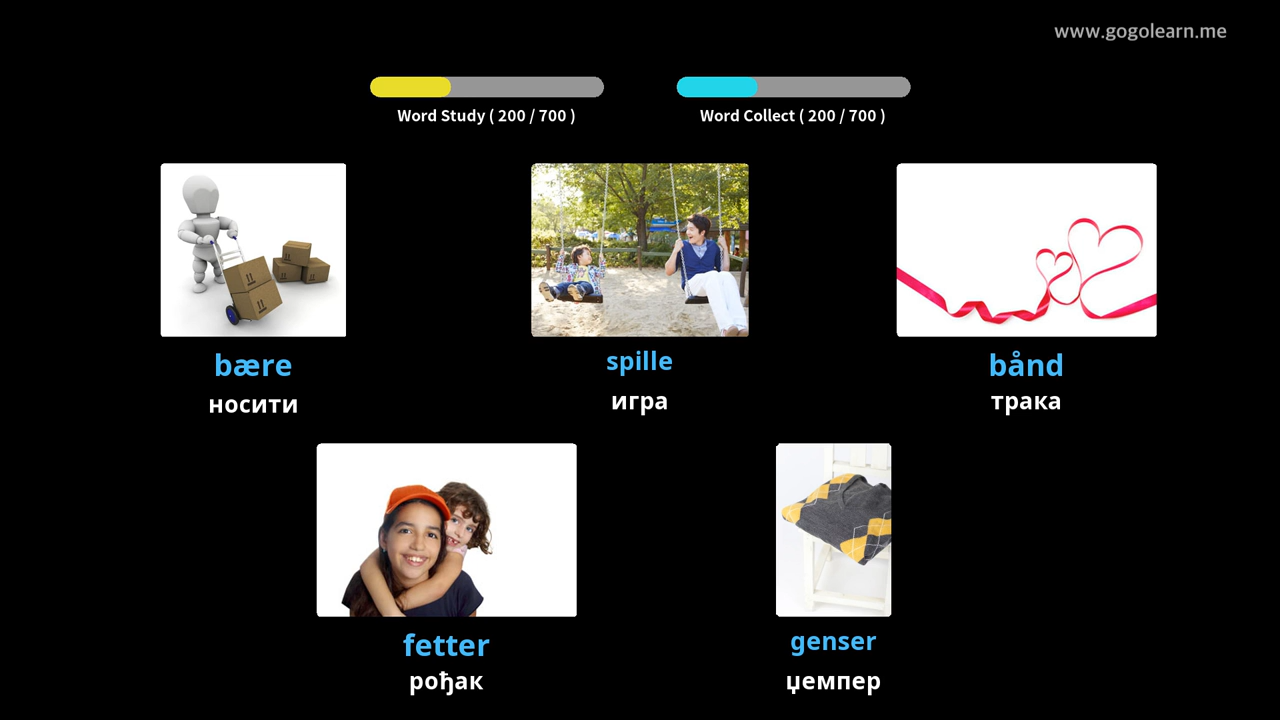 www.gogolearn.me
Word Study ( 200 / 700 )
Word Collect ( 200 / 700 )
bære
носити
spille
игра
bånd
трака
fetter
рођак
genser
џемпер